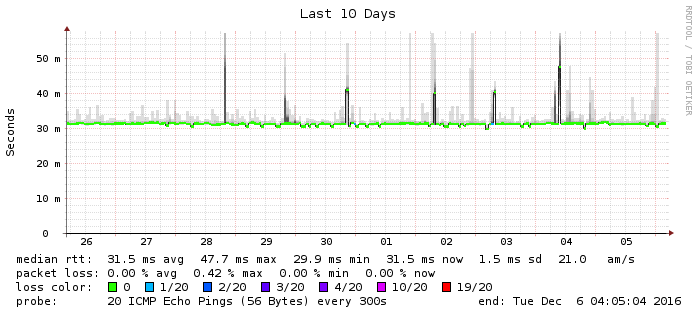 Last 10 Days
RRDTOOL / TOBI OETIKER
Seconds
50 m
40 m
30 m
20 m
10 m
0
26 27 28 29 30 01 02 03 04 05
median rtt: 31.5 ms avg 47.7 ms max 29.9 ms min 31.5 ms now 1.5 ms sd 21.0 am/s
packet loss: 0.00 % avg 0.42 % max 0.00 % min 0.00 % now
loss color: 0 1/20 2/20 3/20 4/20 10/20 19/20
probe: 20 ICMP Echo Pings (56 Bytes) every 300s end: Tue Dec 6 04:05:04 2016